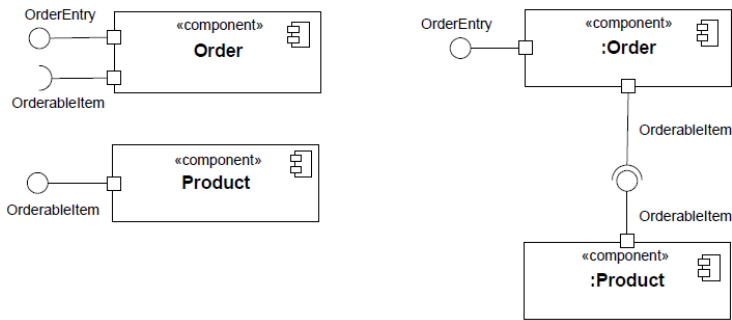 OrderEntry
«component»
Order
OrderableItem
«component»
Product
OrderableItem
OrderEntry
«component»
:Order
OrderableItem
OrderableItem
«component»
:Product